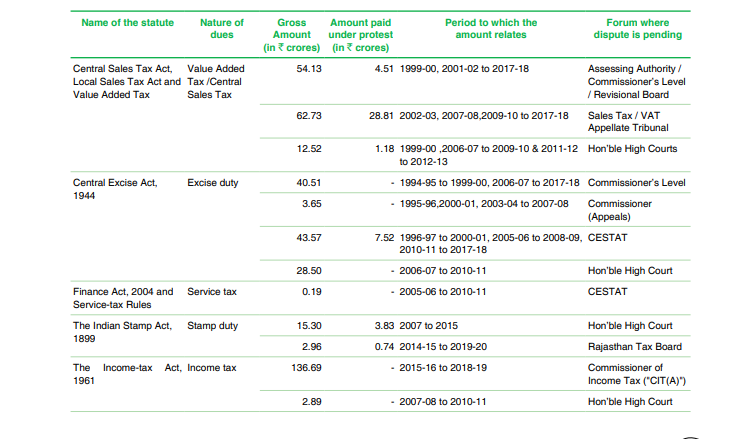 Name of the statute Nature of dues Gross Amount (in ₹ crores) Amount paid under protest (in ₹ crores) Period to which the amount relates Forum where dispute is pending
Central Sales Tax Act, Value Added 54.13 4.51 1999-00, 2001-02 to 2017-18 Assessing Authority /
Local Sales Tax Act and Tax /Central Commissioner's Level
Value Added Tax Sales Tax / Revisional Board
62.73 28.81 2002-03, 2007-08,2009-10 to 2017-18 Sales Tax / VAT
Appellate Tribunal
12.52 1.18 1999-00 ,2006-07 to 2009-10 & 2011-12 Hon'ble High Courts
to 2012-13
Central Excise Act, Excise duty 40.51 - 1994-95 to 1999-00, 2006-07 to 2017-18 Commissioner's Level
1944
3.65 - 1995-96,2000-01, 2003-04 to 2007-08 Commissioner
(Appeals)
43.57 7.52 1996-97 to 2000-01, 2005-06 to 2008-09, CESTAT
2010-11 to 2017-18
28.50 - 2006-07 to 2010-11 Hon'ble High Court
Finance Act, 2004 and Service tax 0.19 - 2005-06 to 2010-11 CESTAT
Service-tax Rules
The Indian Stamp Act, Stamp duty 15.30 3.83 2007 to 2015 Hon'ble High Court
1899
2.96 0.74 2014-15 to 2019-20 Rajasthan Tax Board
The Income-tax Act, Income tax 136.69 - 2015-16 to 2018-19 Commissioner of
1961 Income Tax ("CIT(A)")
2.89 - 2007-08 to 2010-11 Hon'ble High Court